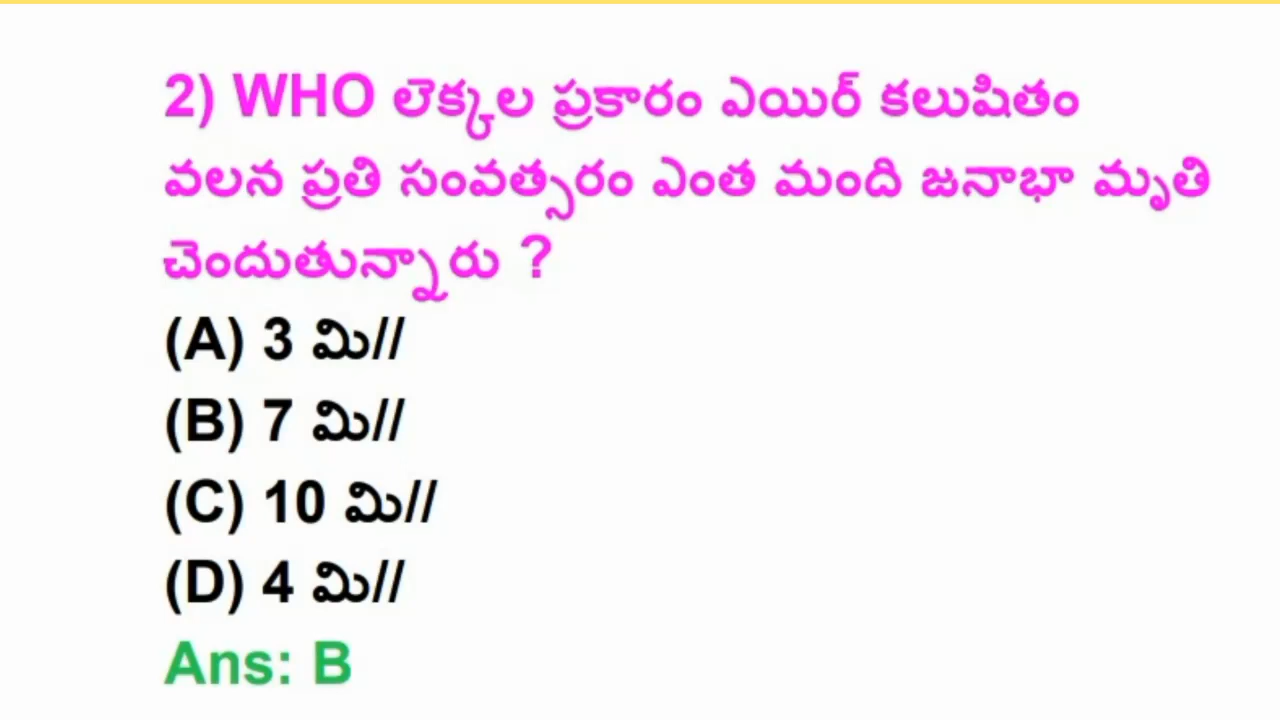 2) WHO లెక్కల ప్రకారం ఎయిర్ కలుషితం
వలన ప్రతి సంవత్సరం ఎంత మంది జనాభా మృతి
చెందుతున్నారు ?
(A) 3 మి//
(B) 7 మి//
(C) 10 మి//
(D) 4 మి//
Ans: B